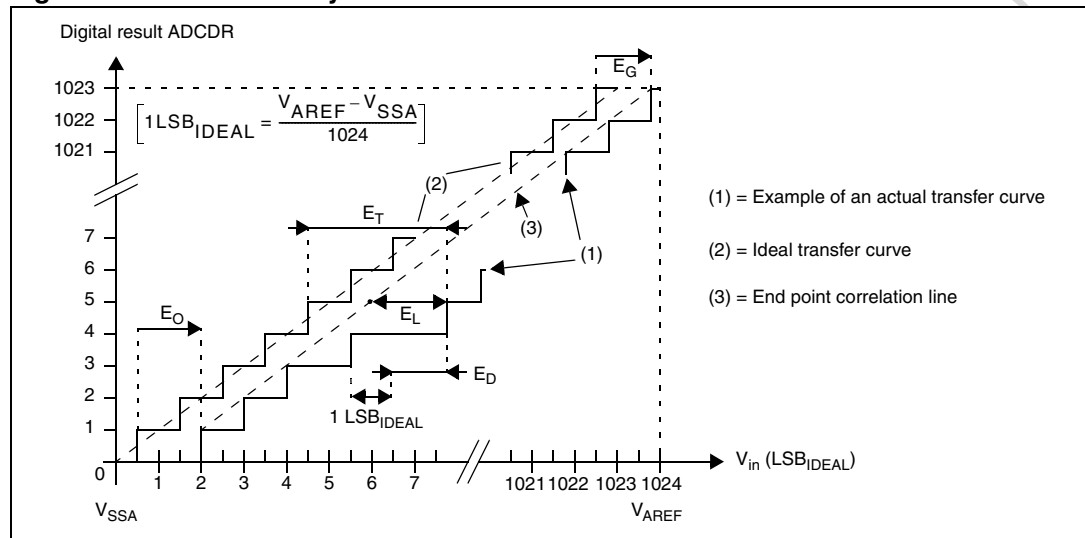 Digital result ADCDR
E_G
1023
1022
1021
[1LSB_IDEAL = (V_AREF – V_SSA) / 1024]
(2)
(1) = Example of an actual transfer curve
E_T
(3)
7
(1)
(2) = Ideal transfer curve
6
5
(3) = End point correlation line
E_O
E_L
4
3
E_D
2
1 LSB_IDEAL
1
0
V_in (LSB_IDEAL)
1 2 3 4 5 6 7 1021 1022 1023 1024
V_SSA
V_AREF